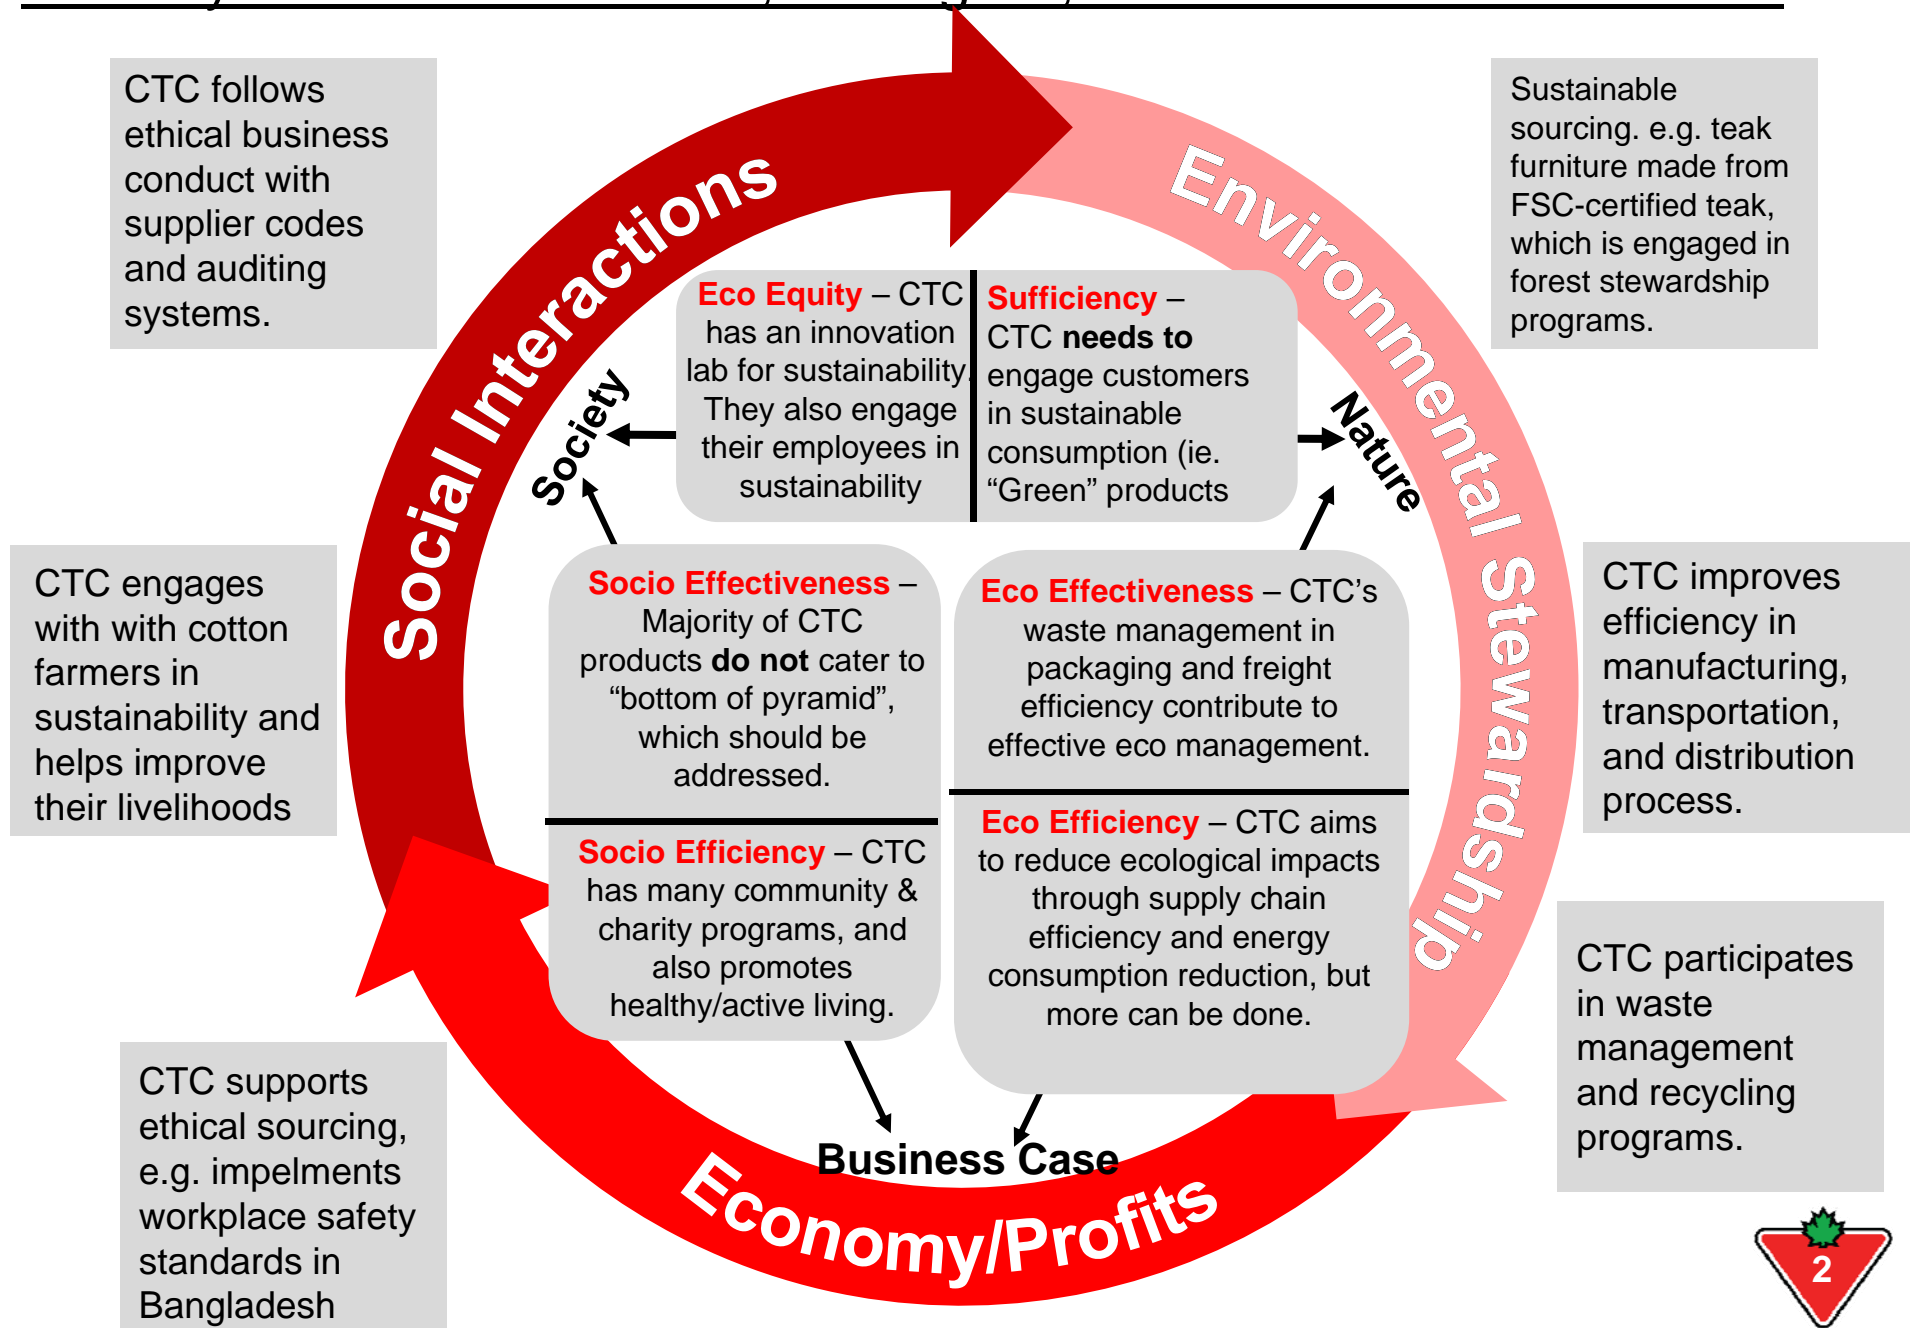 CTC follows
ethical business
conduct with
supplier codes
and auditing
systems.
Sustainable
sourcing. e.g. teak
furniture made from
FSC-certified teak,
which is engaged in
forest stewardship
programs.
Social Interactions
Environmental Stewardship
Eco Equity – CTC
has an innovation
lab for sustainability.
They also engage
their employees in
sustainability
Sufficiency –
CTC needs to
engage customers
in sustainable
consumption (ie.
“Green” products
Society
Nature
CTC engages
with with cotton
farmers in
sustainability and
helps improve
their livelihoods
Socio Effectiveness –
Majority of CTC
products do not cater to
“bottom of pyramid”,
which should be
addressed.
Eco Effectiveness – CTC’s
waste management in
packaging and freight
efficiency contribute to
effective eco management.
CTC improves
efficiency in
manufacturing,
transportation,
and distribution
process.
Socio Efficiency – CTC
has many community &
charity programs, and
also promotes
healthy/active living.
Eco Efficiency – CTC aims
to reduce ecological impacts
through supply chain
efficiency and energy
consumption reduction, but
more can be done.
CTC participates
in waste
management
and recycling
programs.
CTC supports
ethical sourcing,
e.g. impelments
workplace safety
standards in
Bangladesh
Business Case
Economy/Profits
2